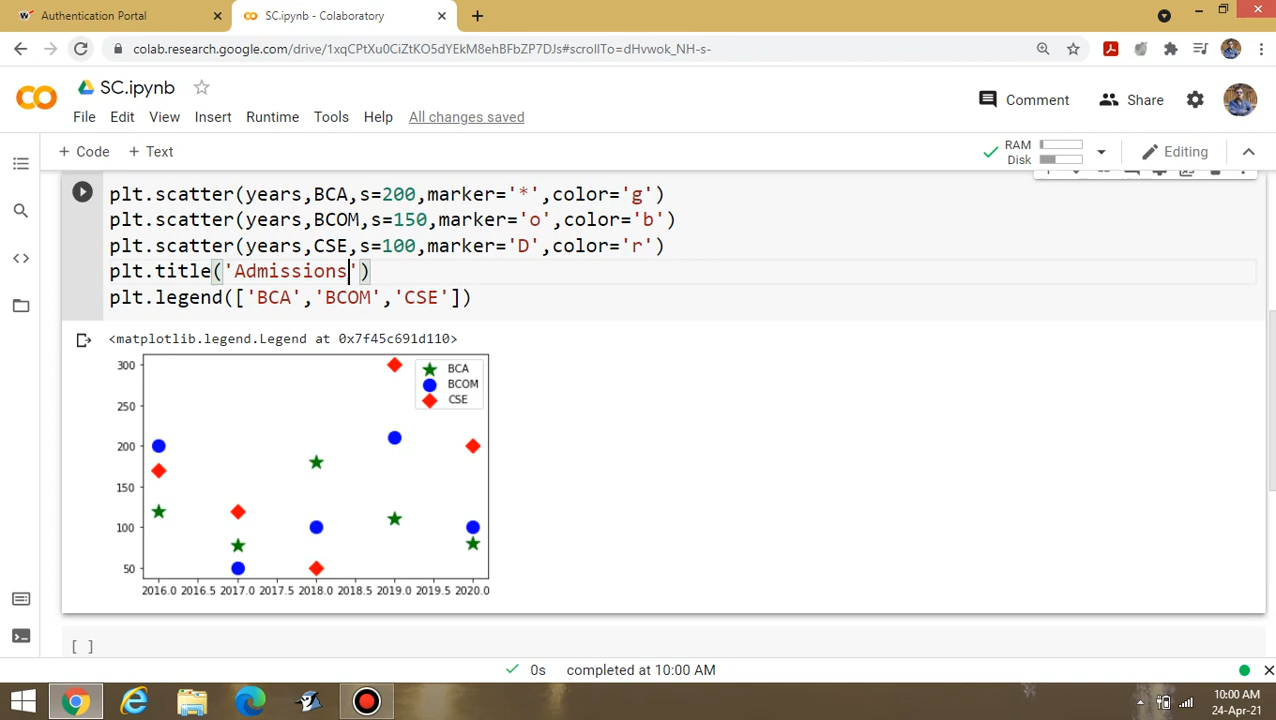 Authentication Portal
SC.ipynb - Colaboratory
colab.research.google.com/drive/1xqCPtXu0CiZtKO5dYEkM8ehBFbZP7DJs#scrollTo=dHvwok_NH-s-
SC.ipynb
Comment
Share
File Edit View Insert Runtime Tools Help All changes saved
+ Code + Text
RAM
Disk
Editing
plt.scatter(years,BCA,s=200,marker='*',color='g')
plt.scatter(years,BCOM,s=150,marker='o',color='b')
plt.scatter(years,CSE,s=100,marker='D',color='r')
plt.title('Admissions')
plt.legend(['BCA','BCOM','CSE'])
<matplotlib.legend.Legend at 0x7f45c691d110>
300
250
200
150
100
50
BCA
BCOM
CSE
2016.0 2016.5 2017.0 2017.5 2018.0 2018.5 2019.0 2019.5 2020.0
[ ]
0s completed at 10:00 AM
10:00 AM
24-Apr-21